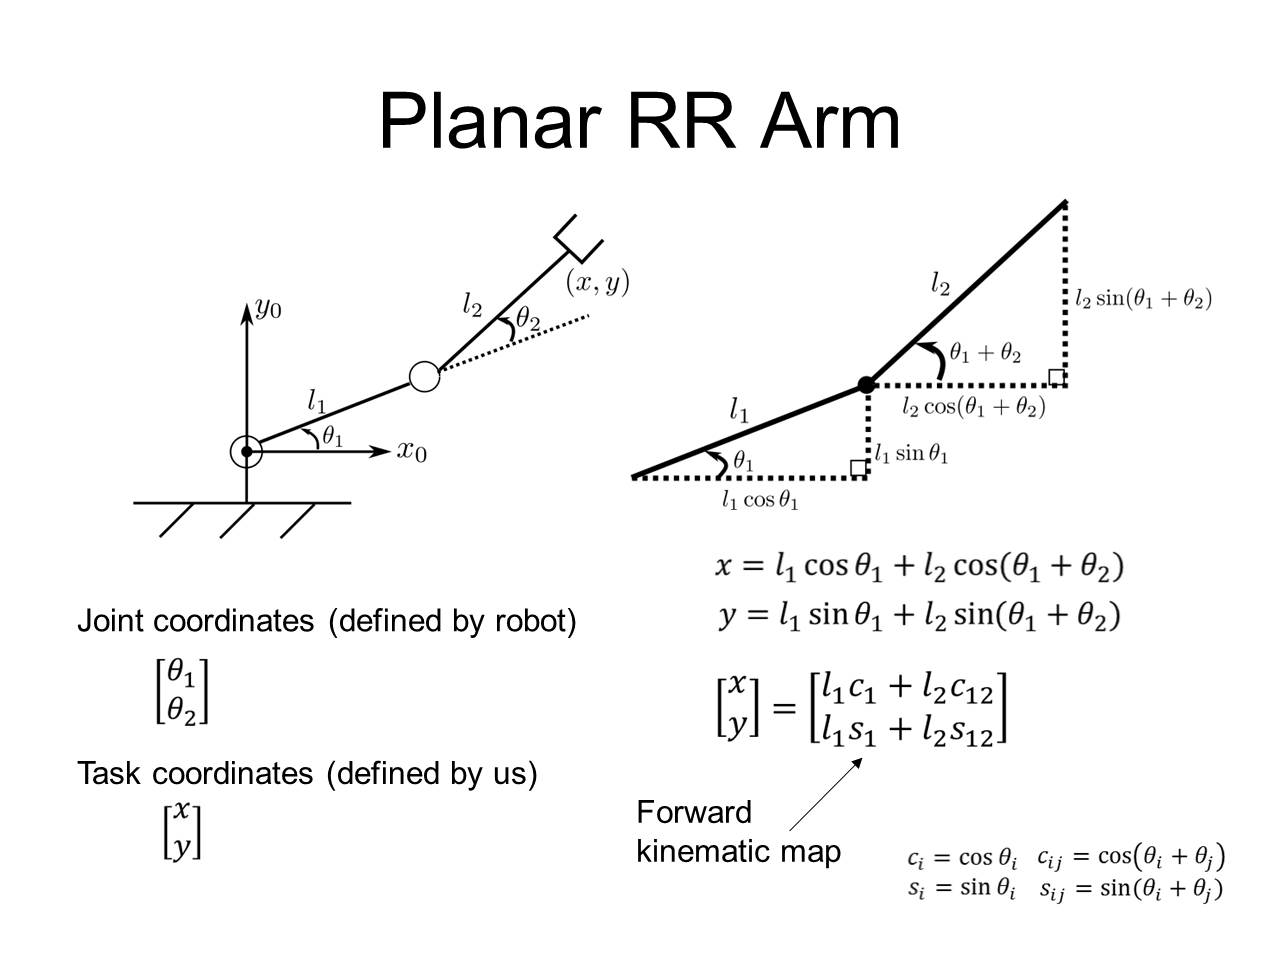 Planar RR Arm
y₀
(x, y)
l₂
θ₂
l₁
θ₁
x₀
l₂
l₂ sin(θ₁ + θ₂)
θ₁ + θ₂
l₂ cos(θ₁ + θ₂)
l₁
θ₁
l₁ sin θ₁
l₁ cos θ₁
x = l₁ cos θ₁ + l₂ cos(θ₁ + θ₂)
y = l₁ sin θ₁ + l₂ sin(θ₁ + θ₂)
Joint coordinates (defined by robot)
[θ₁
θ₂]
[x
y] = [l₁c₁ + l₂c₁₂
l₁s₁ + l₂s₁₂]
Task coordinates (defined by us)
[x
y]
Forward
kinematic map
cᵢ = cos θᵢ cᵢⱼ = cos(θᵢ + θⱼ)
sᵢ = sin θᵢ sᵢⱼ = sin(θᵢ + θⱼ)